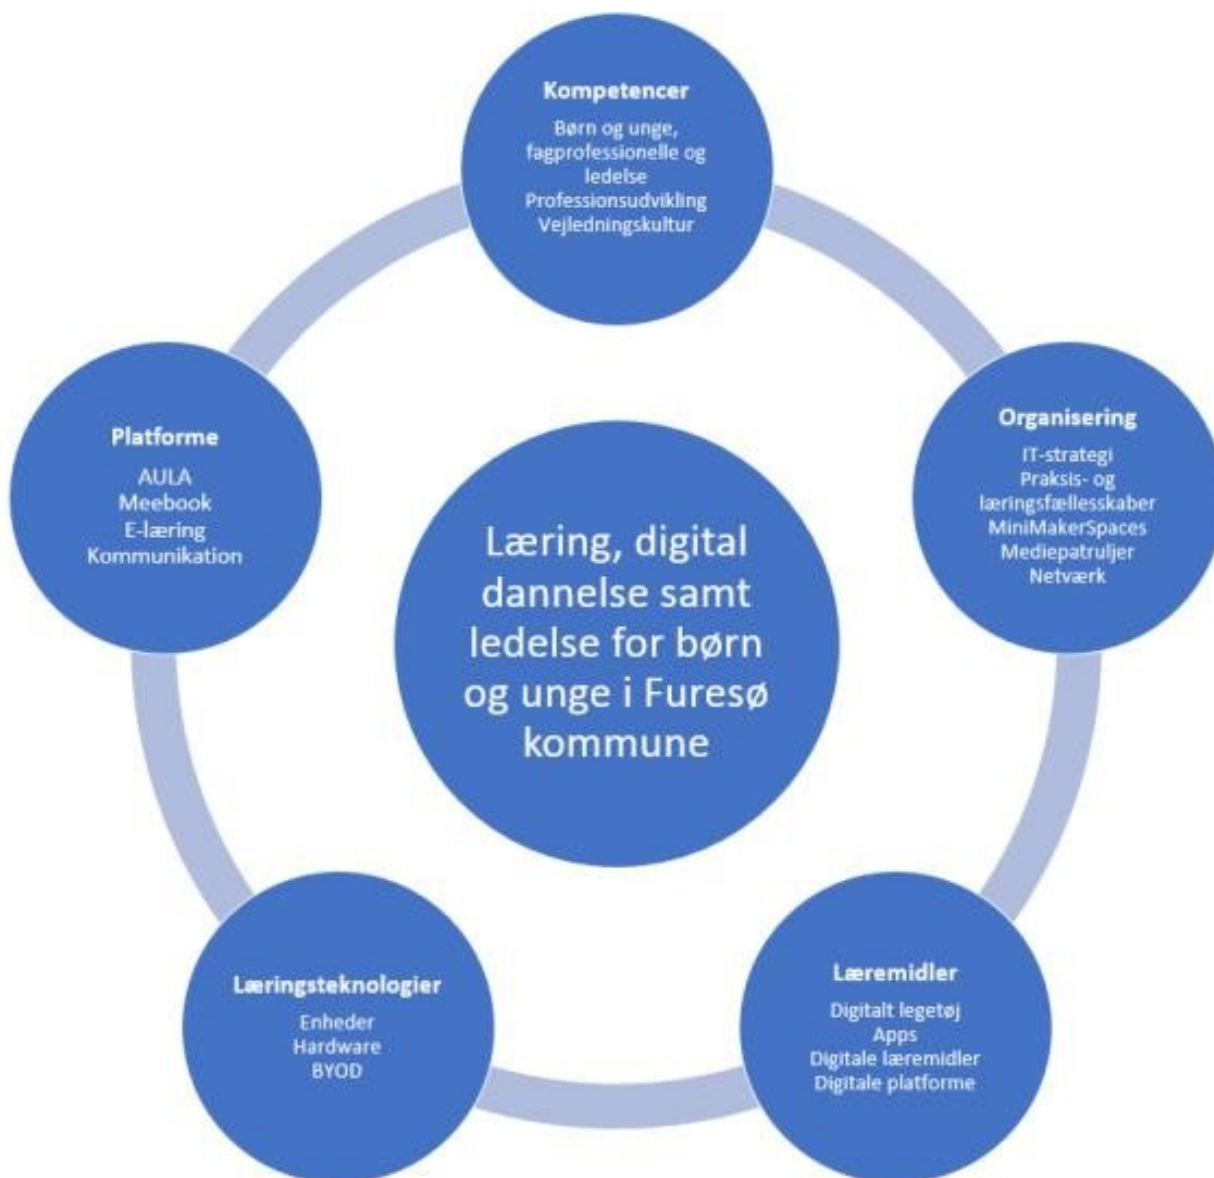 Kompetencer
Børn og unge,
fagprofessionelle og
ledelse
Professionsudvikling
Vejledningskultur
Organisering
IT-strategi
Praksis- og
læringsfællesskaber
MiniMakerSpaces
Mediepatruljer
Netværk
Læremidler
Digitalt legetøj
Apps
Digitale læremidler
Digitale platforme
Læringsteknologier
Enheder
Hardware
BYOD
Platforme
AULA
Meebook
E-læring
Kommunikation
Læring, digital
dannelse samt
ledelse for børn
og unge i Furesø
kommune